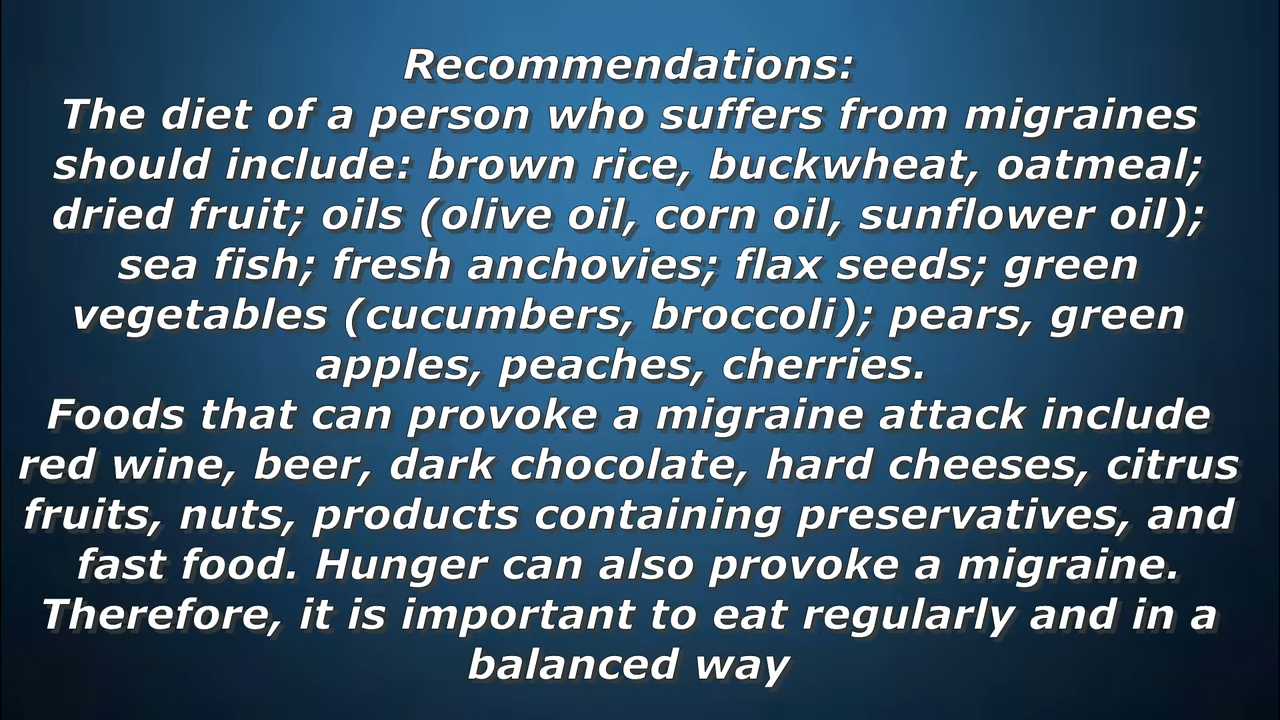 Recommendations:
The diet of a person who suffers from migraines
should include: brown rice, buckwheat, oatmeal;
dried fruit; oils (olive oil, corn oil, sunflower oil);
sea fish; fresh anchovies; flax seeds; green
vegetables (cucumbers, broccoli); pears, green
apples, peaches, cherries.
Foods that can provoke a migraine attack include
red wine, beer, dark chocolate, hard cheeses, citrus
fruits, nuts, products containing preservatives, and
fast food. Hunger can also provoke a migraine.
Therefore, it is important to eat regularly and in a
balanced way